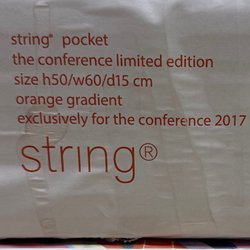 string® pocket
the conference limited edition
size h50/w60/d15 cm
orange gradient
exclusively for the conference 2017
string®